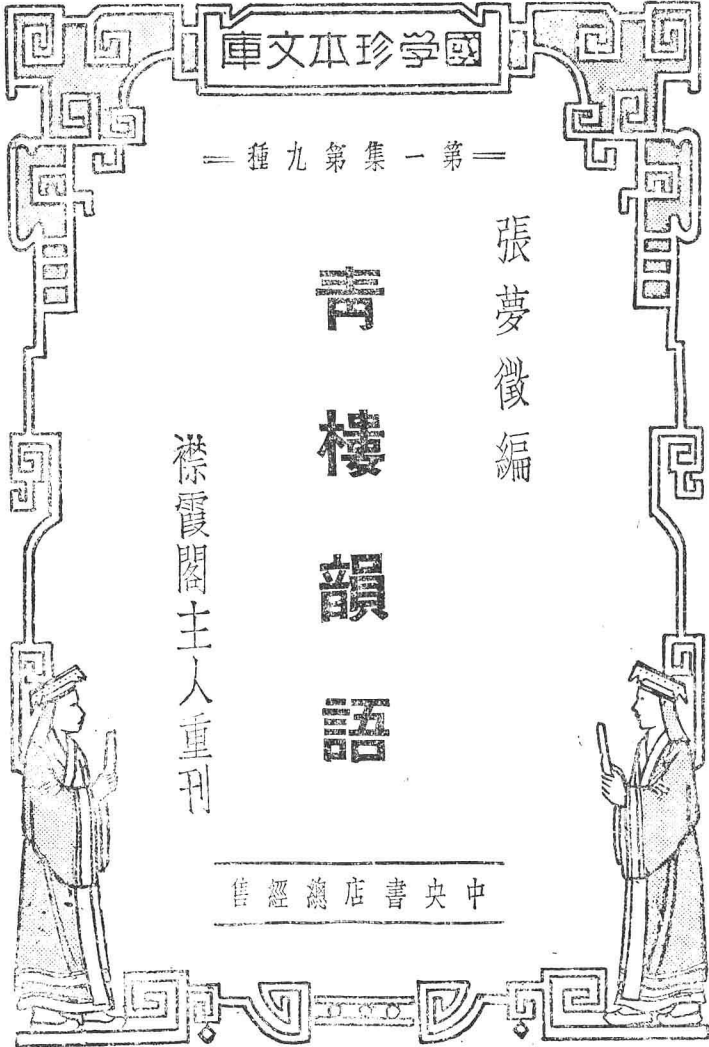 國学珍本文庫
第一集第九種
張夢徵編
青樓韻語
襟霞閣主人重刊
中央書店總經售